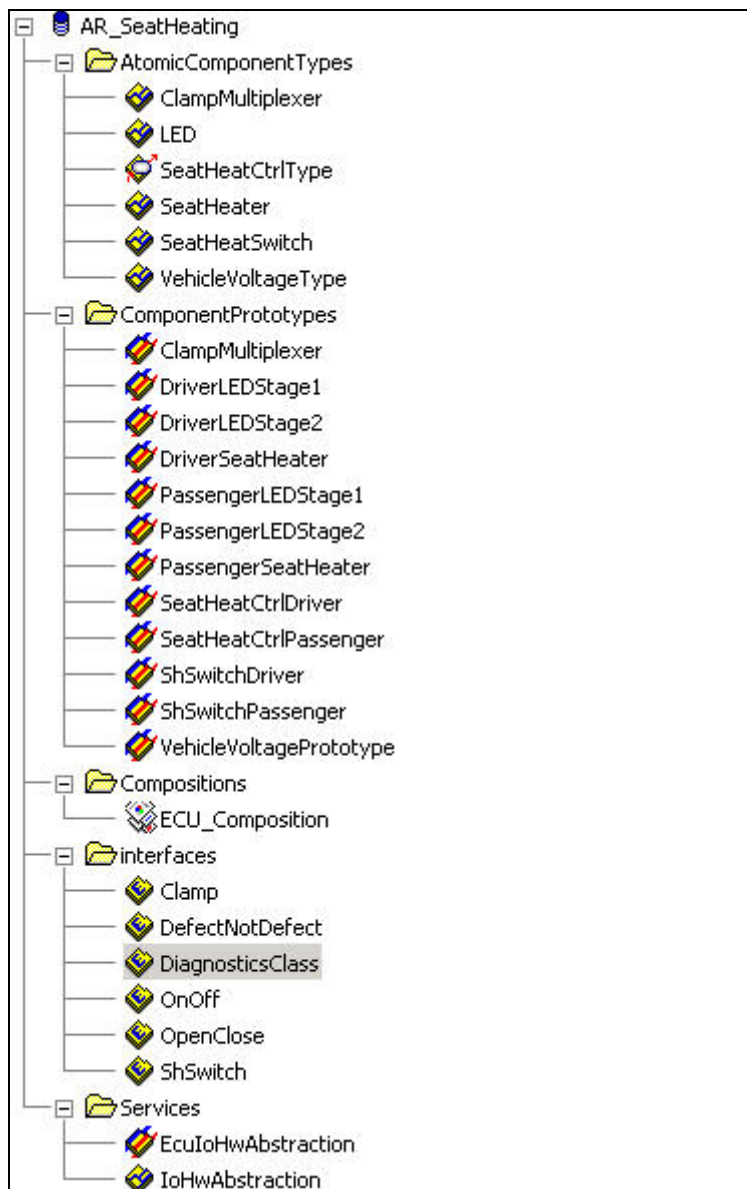 AR_SeatHeating
AtomicComponentTypes
ClampMultiplexer
LED
SeatHeatCtrlType
SeatHeater
SeatHeatSwitch
VehicleVoltageType
ComponentPrototypes
ClampMultiplexer
DriverLEDStage1
DriverLEDStage2
DriverSeatHeater
PassengerLEDStage1
PassengerLEDStage2
PassengerSeatHeater
SeatHeatCtrlDriver
SeatHeatCtrlPassenger
ShSwitchDriver
ShSwitchPassenger
VehicleVoltagePrototype
Compositions
ECU_Composition
interfaces
Clamp
DefectNotDefect
DiagnosticsClass
OnOff
OpenClose
ShSwitch
Services
EcuIoHwAbstraction
IoHwAbstraction